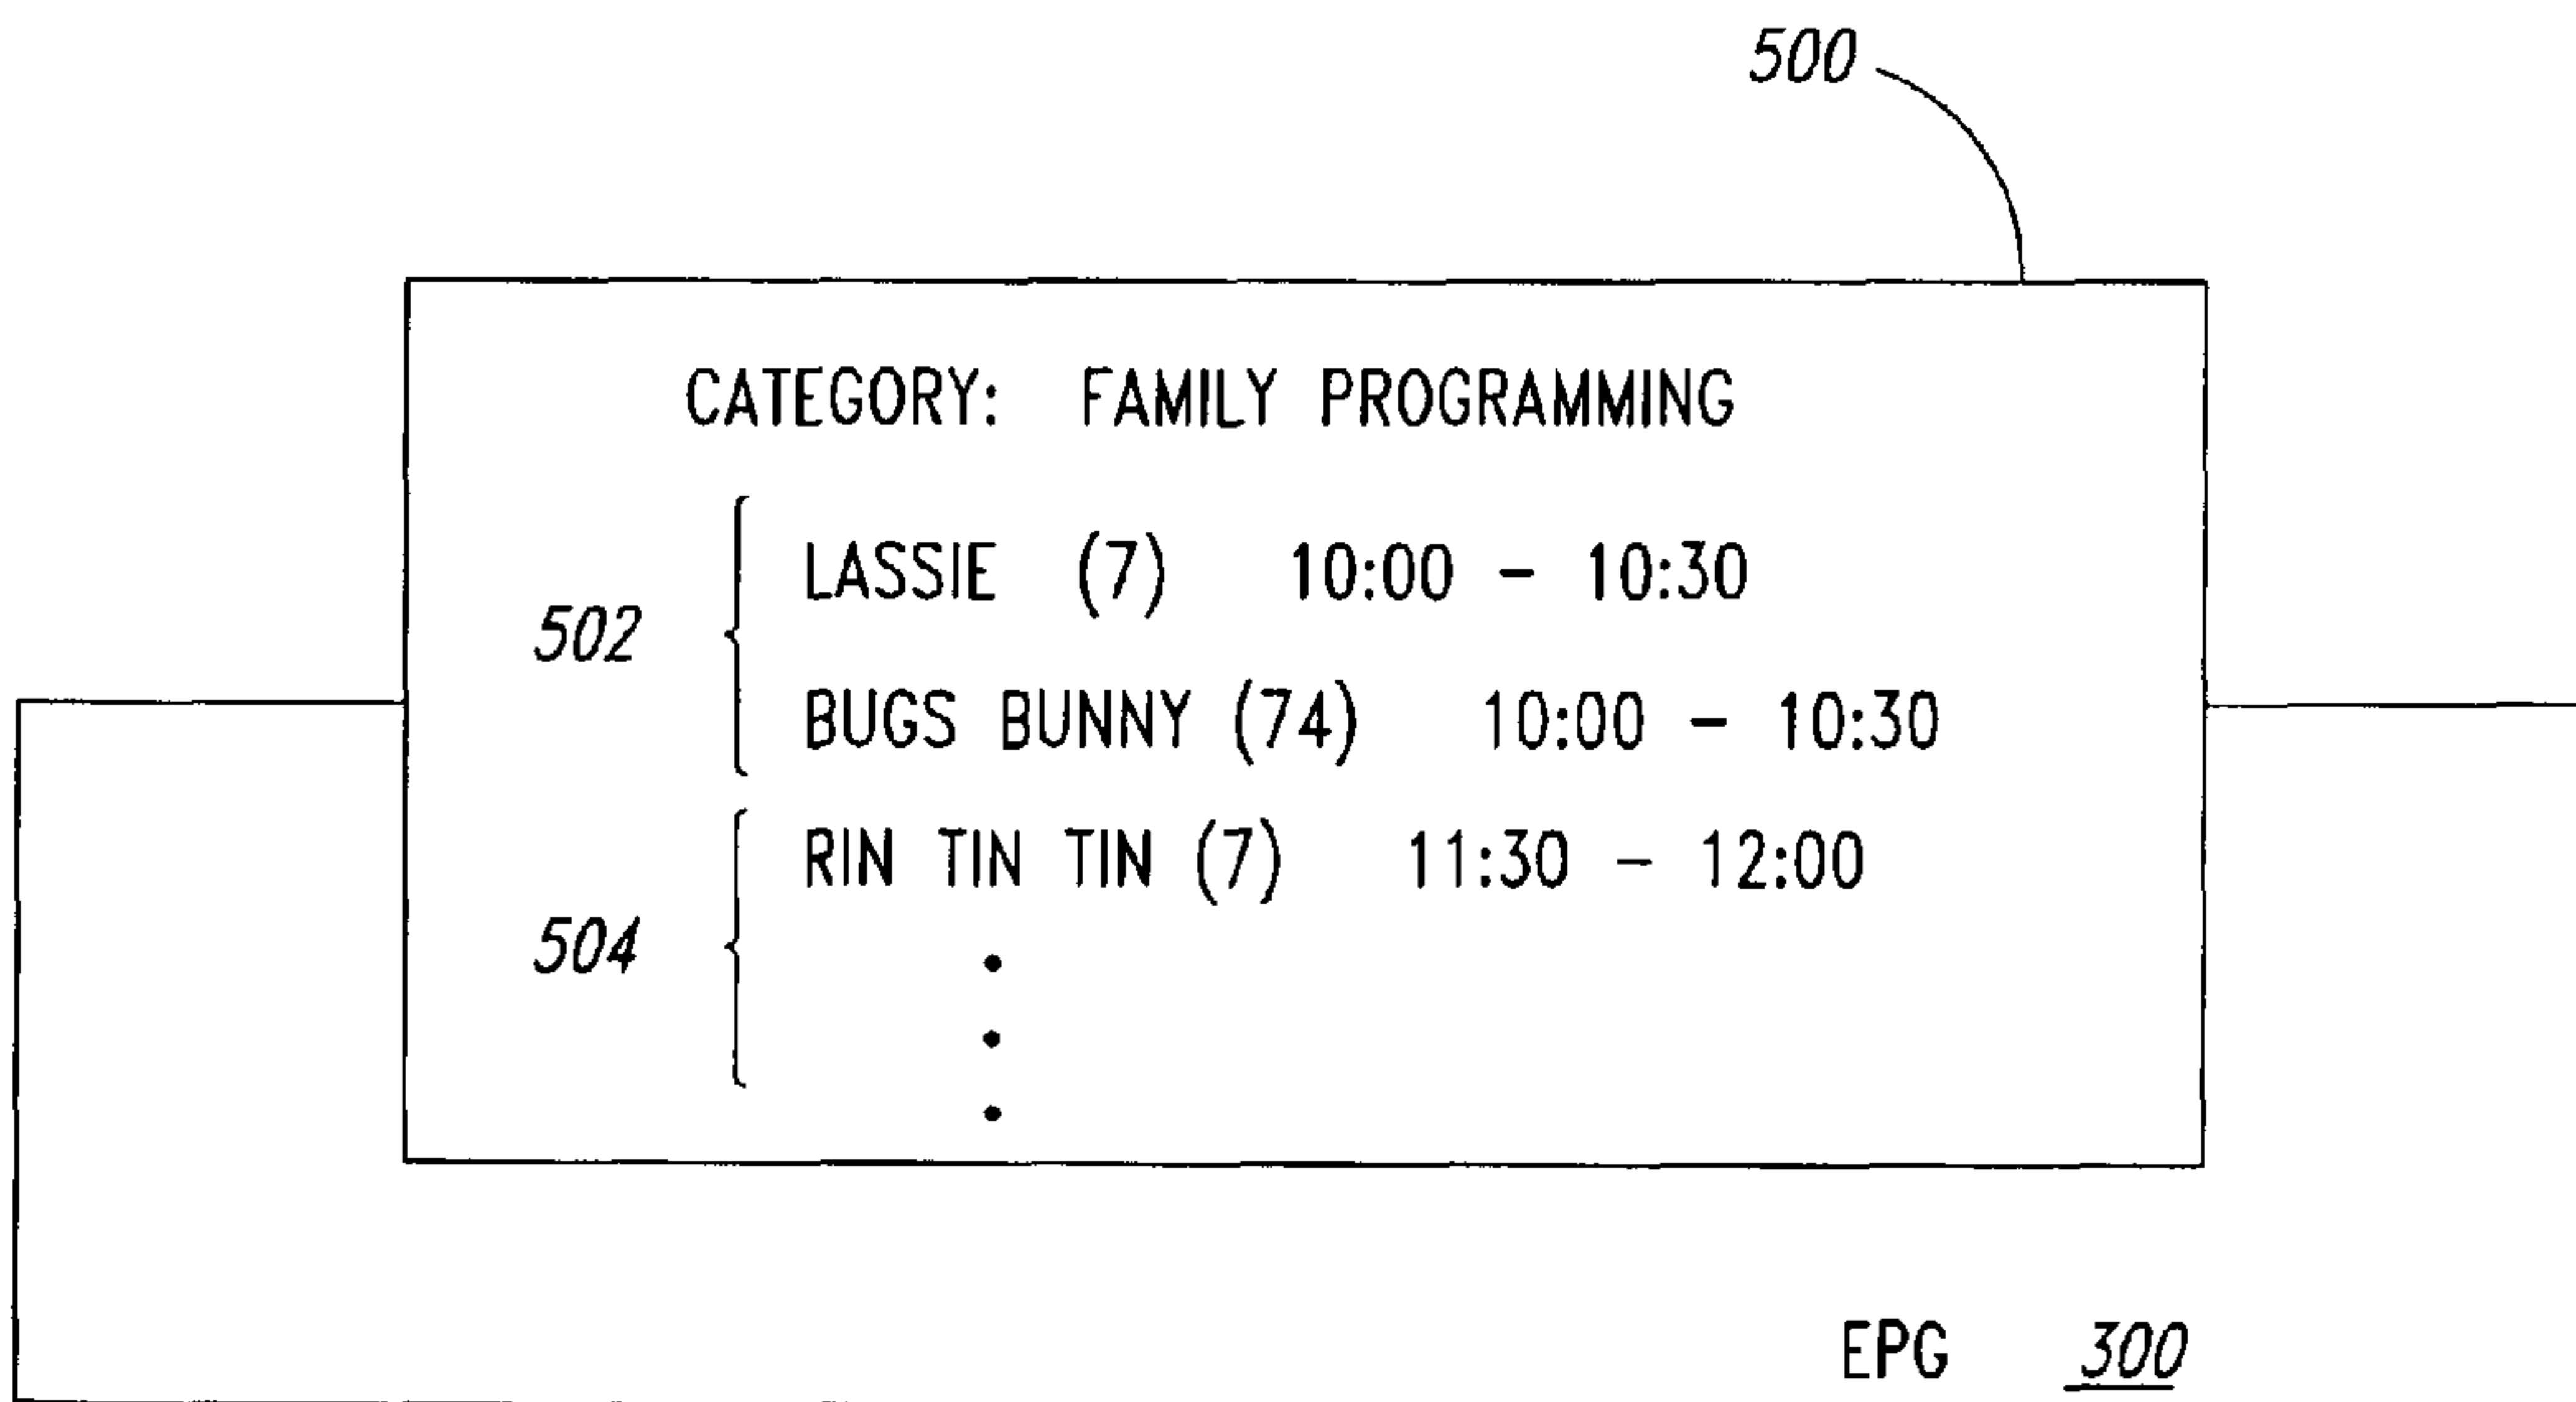 500
CATEGORY: FAMILY PROGRAMMING
LASSIE (7) 10:00 - 10:30
502
BUGS BUNNY (74) 10:00 - 10:30
RIN TIN TIN (7) 11:30 - 12:00
504
EPG 300